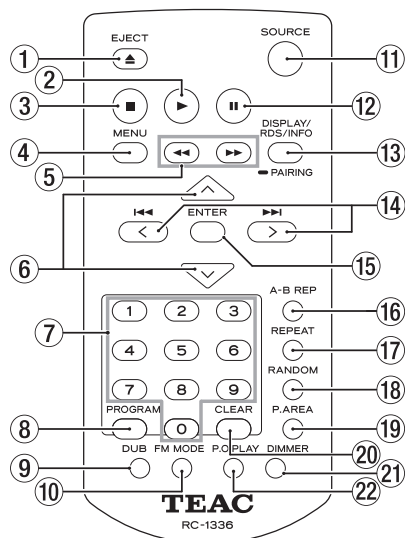 EJECT
SOURCE
1
2
11
3
12
MENU
DISPLAY/
RDS/INFO
4
13
5
PAIRING
ENTER
14
6
15
A-B REP
16
7
1 2 3
REPEAT
17
4 5 6
RANDOM
18
7 8 9
PROGRAM
CLEAR
P.AREA
19
8
0
20
DUB FM MODE P.O PLAY DIMMER
9
10
21
22
TEAC
RC-1336